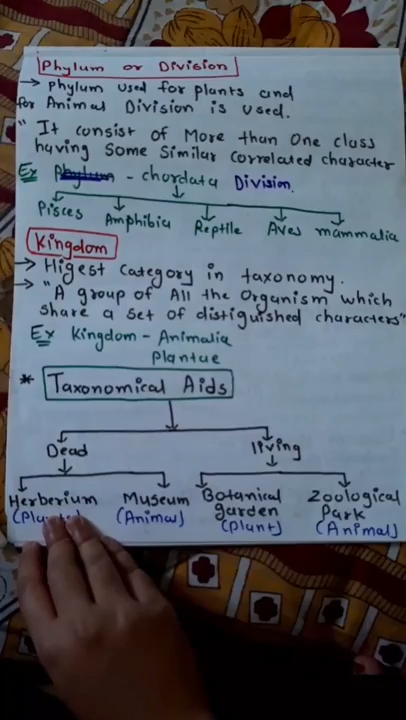 Phylum or Division
→ Phylum used for plants and
for Animal Division is used.
" It consist of More than One class
having Some Similar Correlated character
Ex - chordata Division.
Pisces Amphibia Reptile Aves mammalia
Kingdom
→ Higest Category in taxonomy.
→ "A group of All the Organism which
share a set of distiguished characters"
Ex Kingdom - Animalia
Plantae
* Taxonomical Aids
Dead living
Herberium Museum Botanical Zoological
garden Park
(Plants) (Animal) (Plant) (Animal)